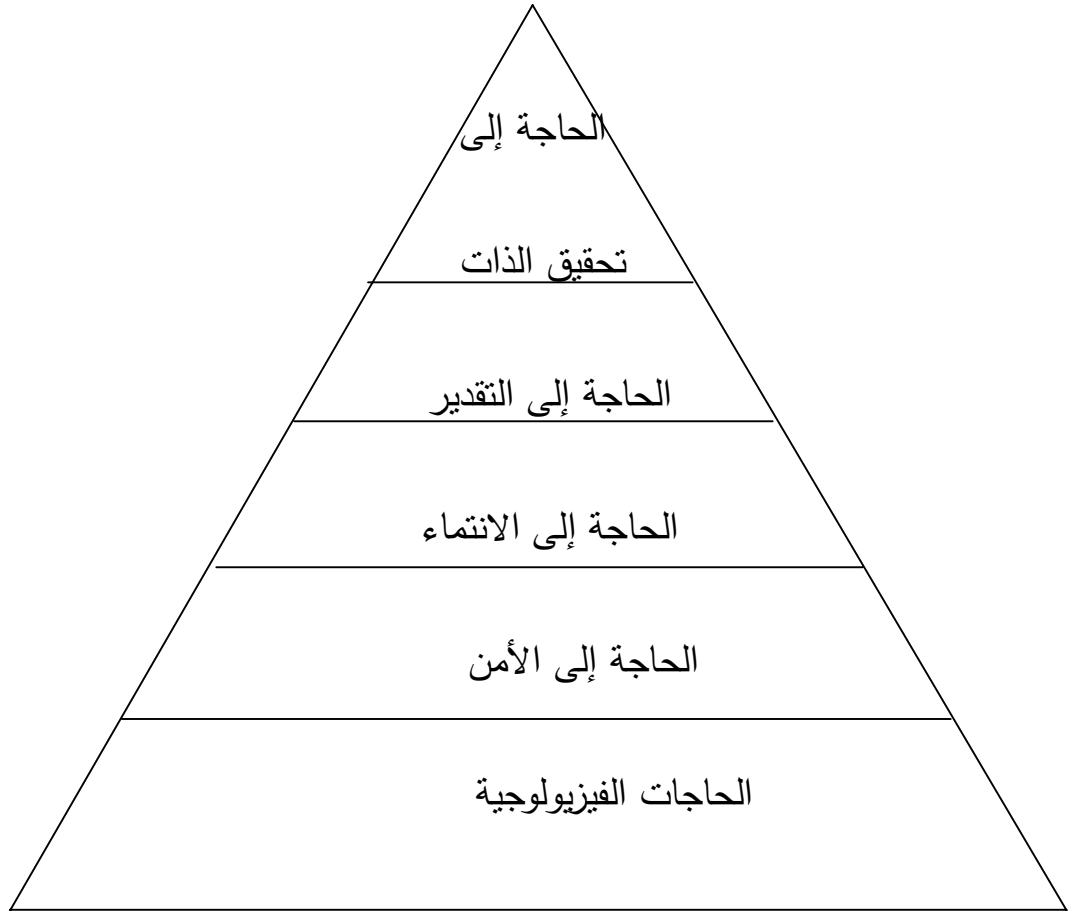 الحاجة إلى
تحقيق الذات
الحاجة إلى التقدير
الحاجة إلى الانتماء
الحاجة إلى الأمن
الحاجات الفيزيولوجية